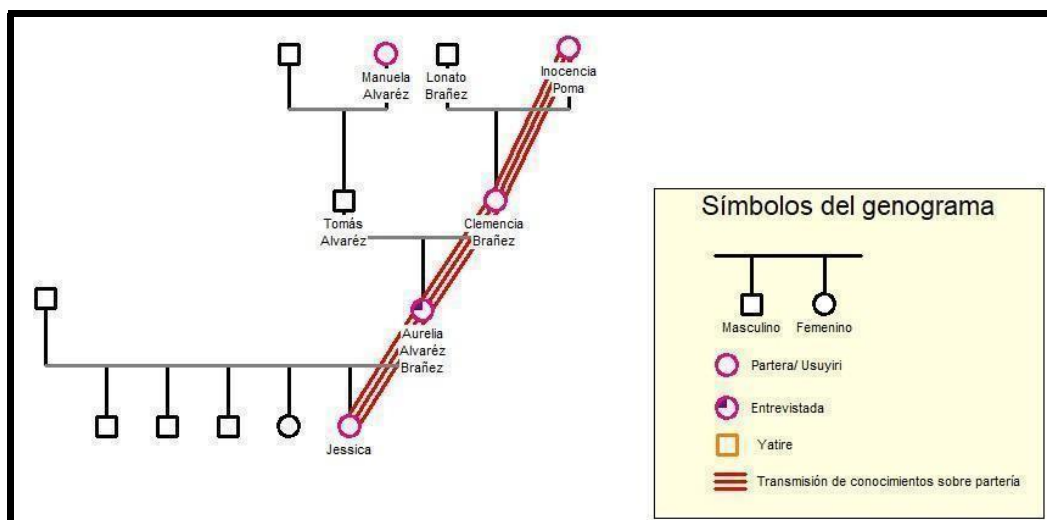 Manuela
Alvaréz
Lonato
Brañez
Inocencia
Poma
Tomás
Alvaréz
Clemencia
Brañez
Aurelia
Alvaréz
Brañez
Jessica
Símbolos del genograma
Masculino
Femenino
Partera/ Usuyiri
Entrevistada
Yatire
Transmisión de conocimientos sobre partería